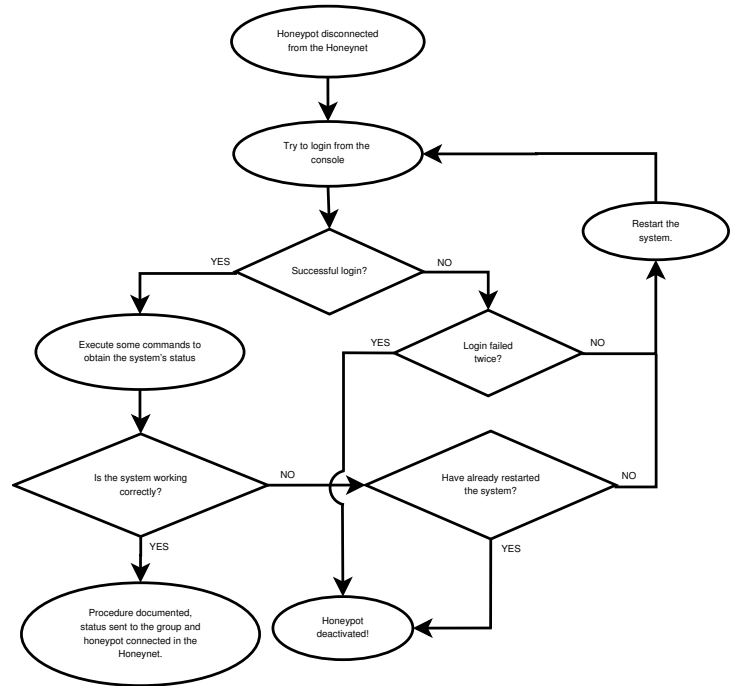 Honeypot disconnected
from the Honeynet
Try to login from the
console
Restart the
system.
YES
Successful login?
NO
Execute some commands to
obtain the system's status
YES
Login failed
twice?
NO
Is the system working
correctly?
NO
Have already restarted
the system?
NO
YES
YES
Procedure documented,
status sent to the group and
honeypot connected in the
Honeynet.
Honeypot
deactivated!